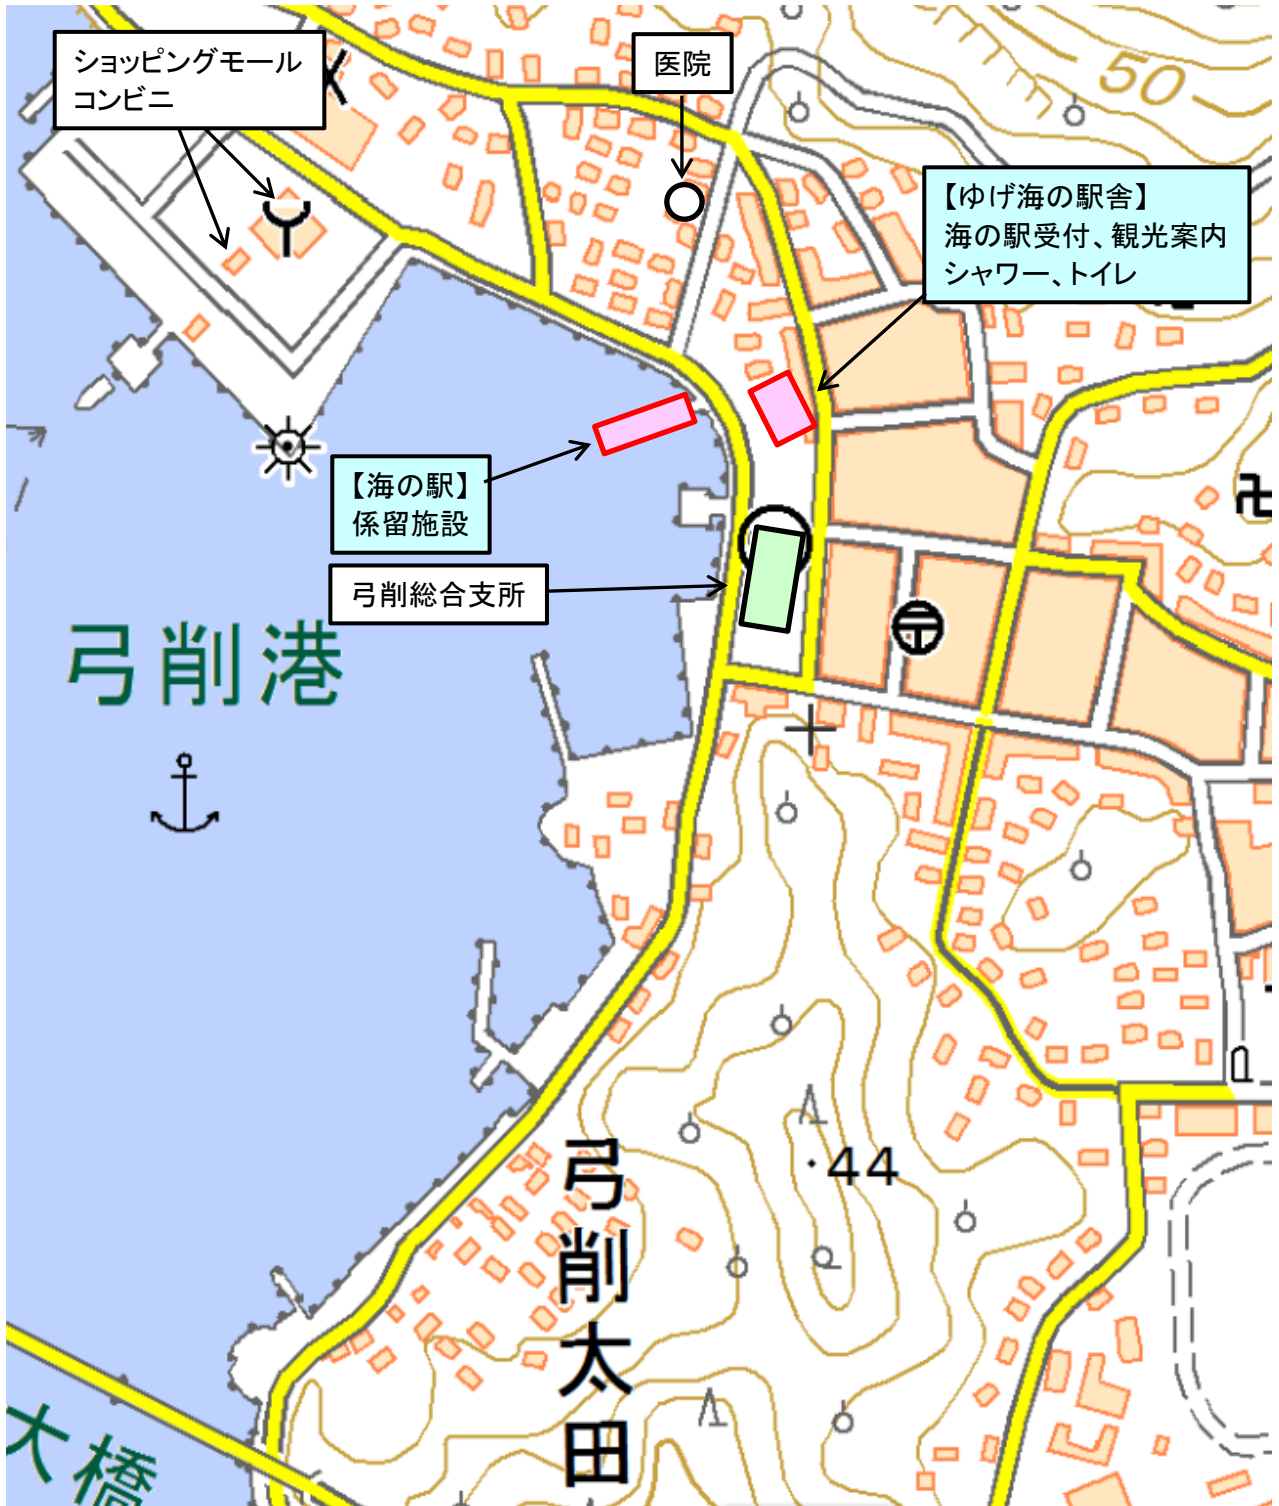 ショッピングモール
コンビニ
医院
50
【ゆげ海の駅舎】
海の駅受付、観光案内
シャワー、トイレ
【海の駅】
係留施設
弓削総合支所
弓削港
44
弓削太田
大橋